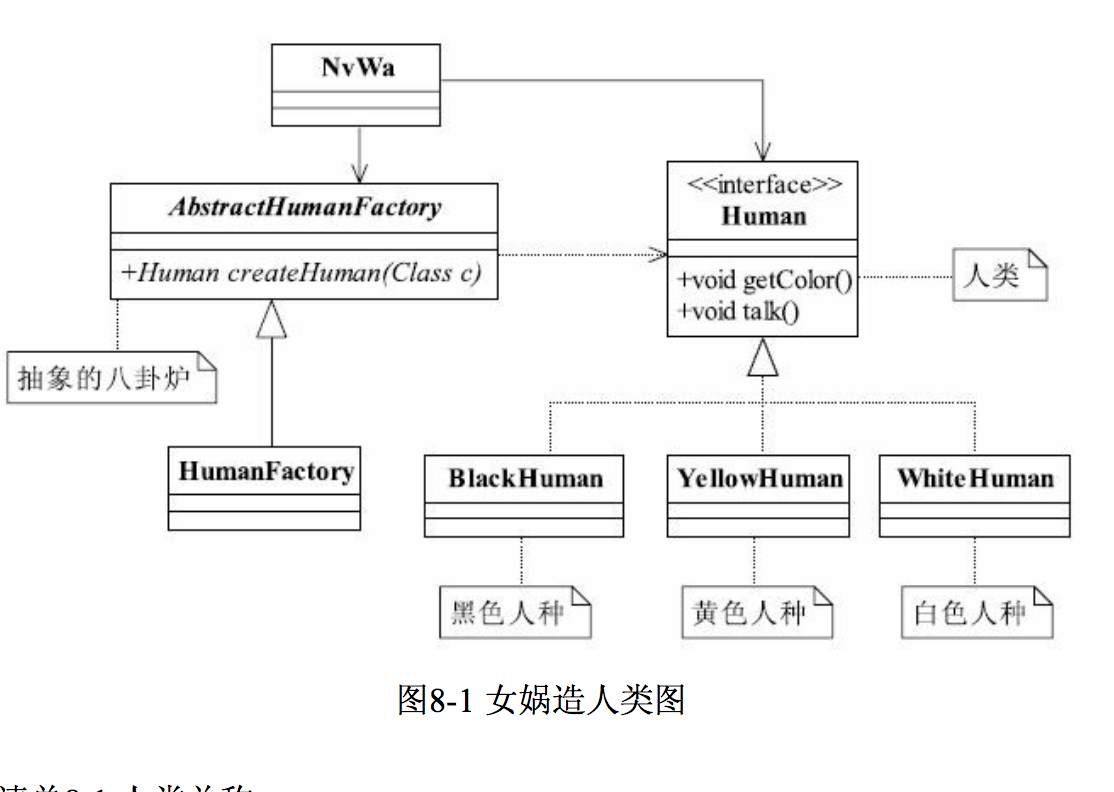 NvWa
<<interface>>
Human
AbstractHumanFactory
+Human createHuman(Class c)
+void getColor()
+void talk()
人类
抽象的八卦炉
HumanFactory
BlackHuman
YellowHuman
WhiteHuman
黑色人种
黄色人种
白色人种
图8-1 女娲造人类图